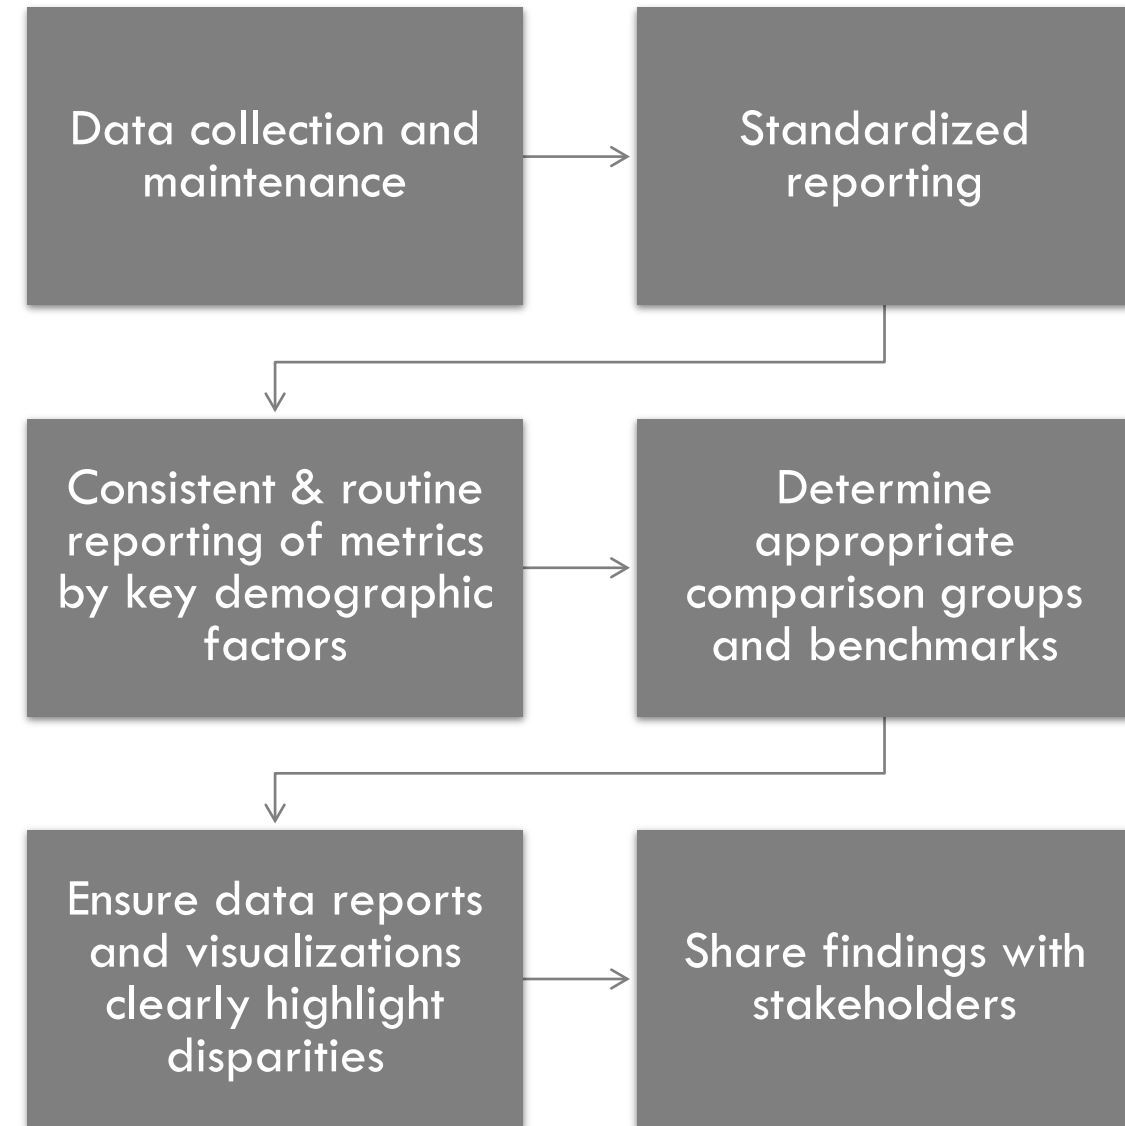 Data collection and
maintenance
Standardized
reporting
Consistent & routine
reporting of metrics
by key demographic
factors
Determine
appropriate
comparison groups
and benchmarks
Ensure data reports
and visualizations
clearly highlight
disparities
Share findings with
stakeholders